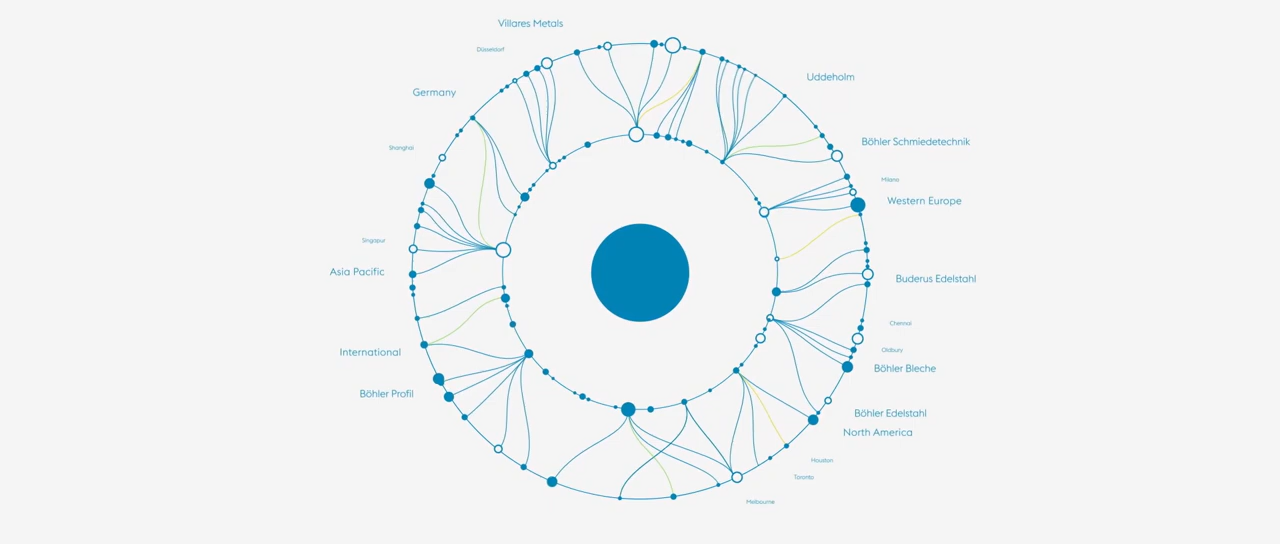 Villares Metals
Düsseldorf
Uddeholm
Germany
Böhler Schmiedetechnik
Shanghai
Milano
Western Europe
Singapur
Asia Pacific
Buderus Edelstahl
Chennai
International
Oldbury
Böhler Bleche
Böhler Profil
Böhler Edelstahl
North America
Houston
Toronto
Melbourne